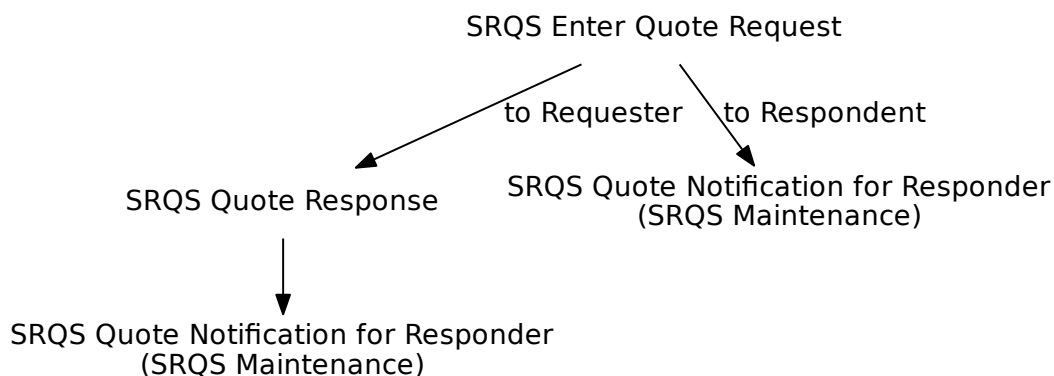 SRQS Enter Quote Request
to Requester
to Respondent
SRQS Quote Response
SRQS Quote Notification for Responder
(SRQS Maintenance)
SRQS Quote Notification for Responder
(SRQS Maintenance)